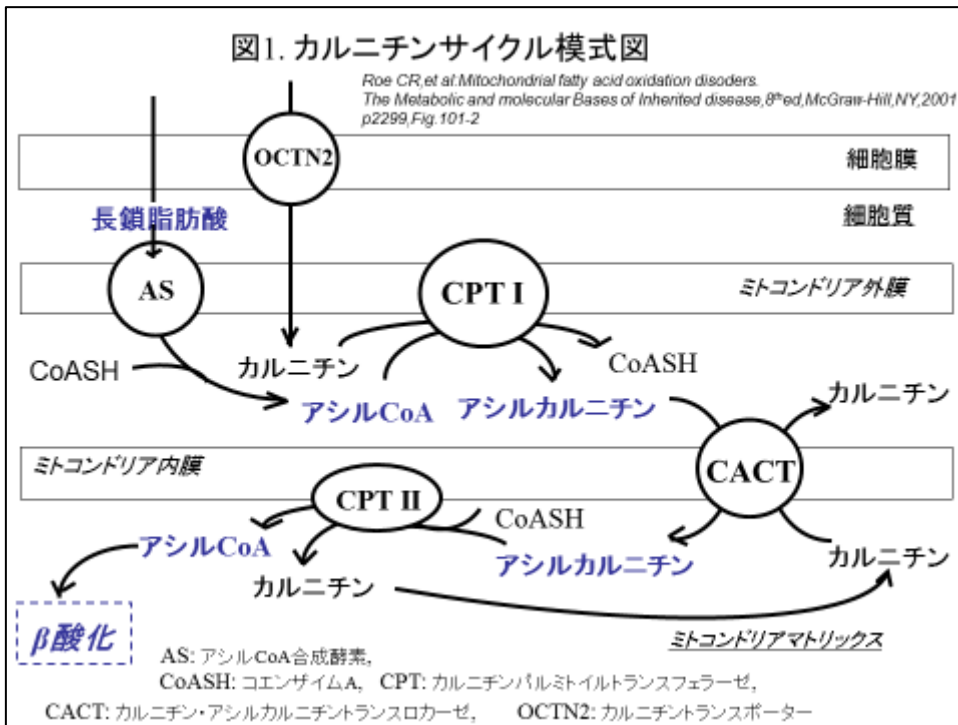 図1. カルニチンサイクル模式図
Roe CR,et al:Mitochondrial fatty acid oxidation disoders.
The Metabolic and molecular Bases of Inherited disease,8thed,McGraw-Hill,NY,2001
p2299,Fig.101-2
OCTN2
細胞膜
長鎖脂肪酸
細胞質
AS
CPT I
ミトコンドリア外膜
CoASH
カルニチン
CoASH
アシルCoA
アシルカルニチン
カルニチン
ミトコンドリア内膜
CACT
CPT II
CoASH
アシルCoA
アシルカルニチン
カルニチン
カルニチン
β酸化
ミトコンドリアマトリックス
AS: アシルCoA合成酵素,
CoASH: コエンザイムA, CPT: カルニチンパルミトイルトランスフェラーゼ,
CACT: カルニチン・アシルカルニチントランスロカーゼ, OCTN2: カルニチントランスポーター